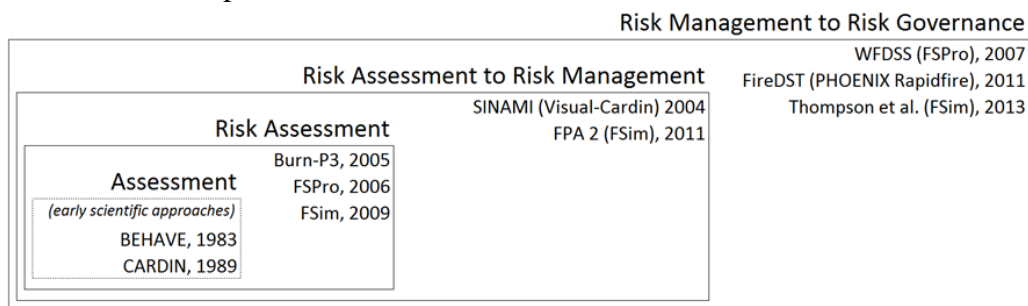 Risk Management to Risk Governance
WFDSS (FSPro), 2007
FireDST (PHOENIX Rapidfire), 2011
Thompson et al. (FSim), 2013
Risk Assessment to Risk Management
SINAMI (Visual-Cardin) 2004
FPA 2 (FSim), 2011
Risk Assessment
Burn-P3, 2005
FSPro, 2006
FSim, 2009
Assessment
(early scientific approaches)
BEHAVE, 1983
CARDIN, 1989